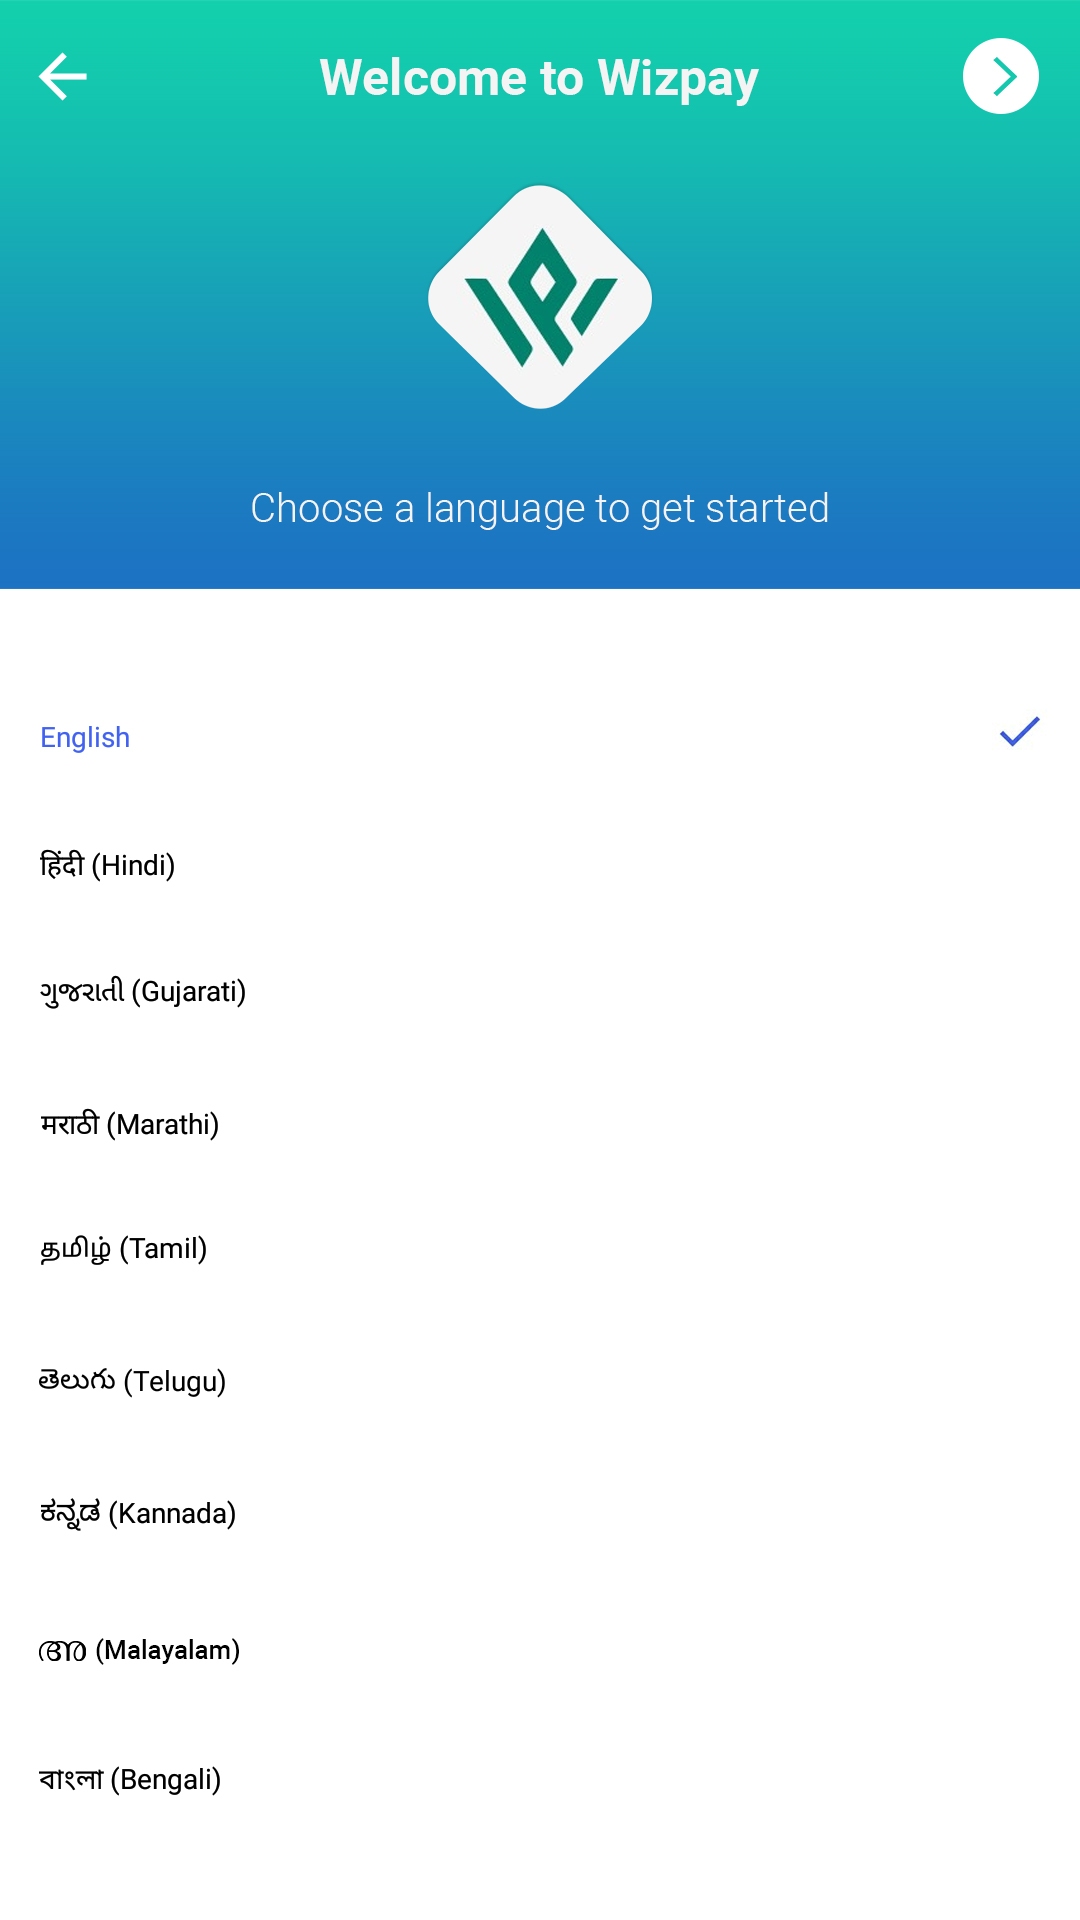 Welcome to Wizpay
Choose a language to get started
English
हिंदी (Hindi)
ગુજરાતી (Gujarati)
मराठी (Marathi)
தமிழ் (Tamil)
తెలుగు (Telugu)
ಕನ್ನಡ (Kannada)
അ (Malayalam)
বাংলা (Bengali)